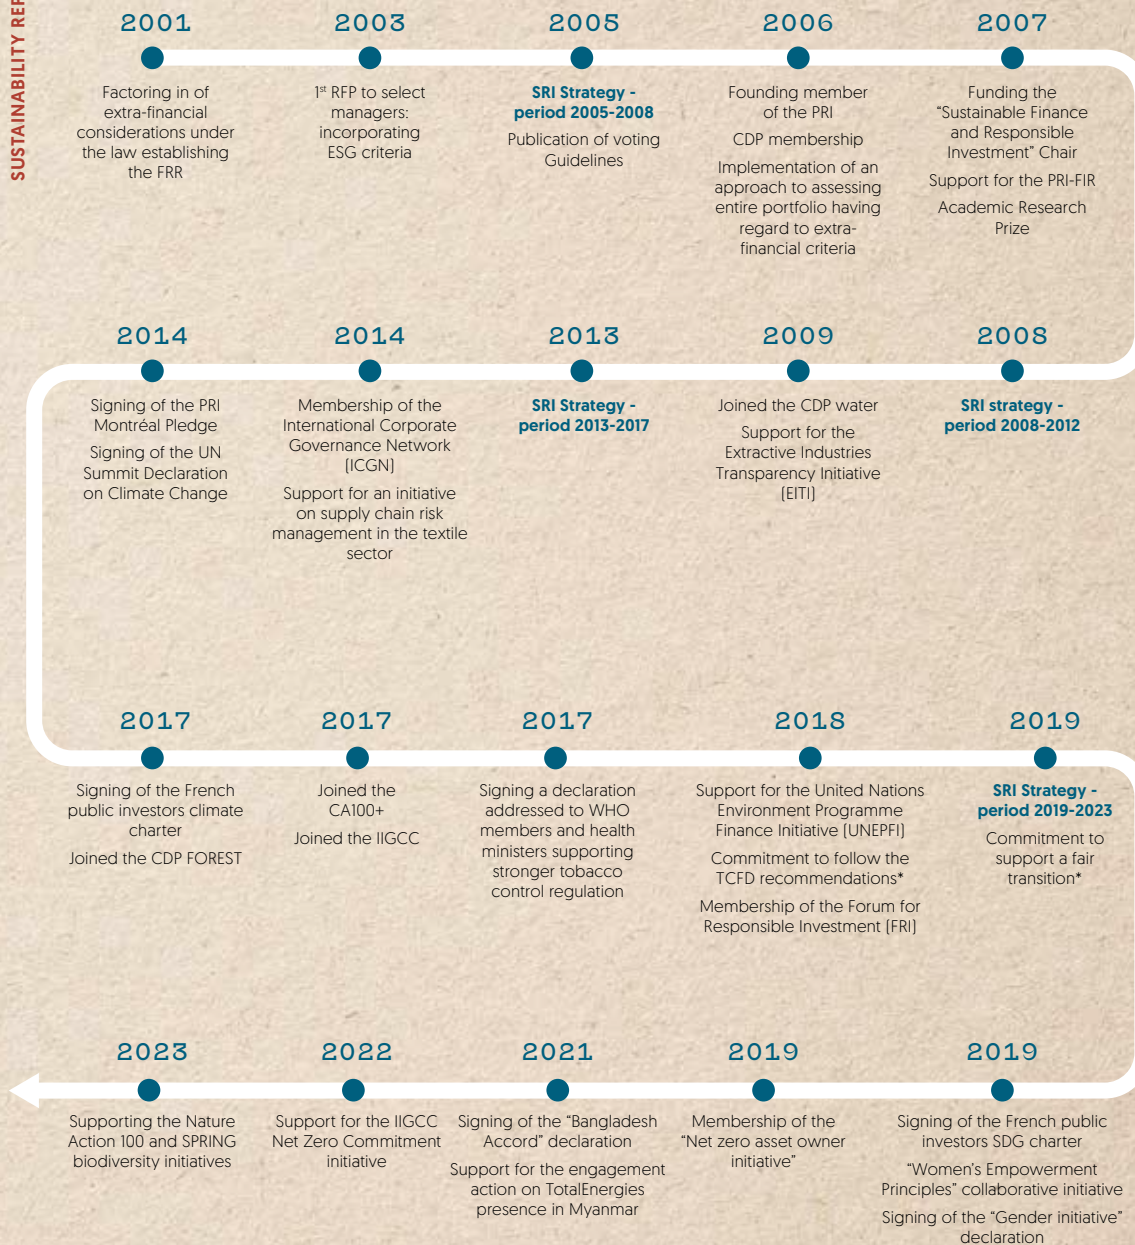 SUSTAINABILITY REP
2001
Factoring in of
extra-financial
considerations under
the law establishing
the FRR
2003
1st RFP to select
managers:
incorporating
ESG criteria
2005
SRI Strategy -
period 2005-2008
Publication of voting
Guidelines
2006
Founding member
of the PRI
CDP membership
Implementation of an
approach to assessing
entire portfolio having
regard to extra-
financial criteria
2007
Funding the
“Sustainable Finance
and Responsible
Investment” Chair
Support for the PRI-FIR
Academic Research
Prize
2008
SRI strategy -
period 2008-2012
2009
Joined the CDP water
Support for the
Extractive Industries
Transparency Initiative
(EITI)
2013
SRI Strategy -
period 2013-2017
2014
Membership of the
International Corporate
Governance Network
(ICGN)
Support for an initiative
on supply chain risk
management in the textile
sector
2014
Signing of the PRI
Montréal Pledge
Signing of the UN
Summit Declaration
on Climate Change
2017
Signing of the French
public investors climate
charter
Joined the CDP FOREST
2017
Joined the
CA100+
Joined the IIGCC
2017
Signing a declaration
addressed to WHO
members and health
ministers supporting
stronger tobacco
control regulation
2018
Support for the United Nations
Environment Programme
Finance Initiative (UNEPFI)
Commitment to follow the
TCFD recommendations*
Membership of the Forum for
Responsible Investment (FRI)
2019
SRI Strategy -
period 2019-2023
Commitment to
support a fair
transition*
2019
Signing of the French public
investors SDG charter
“Women’s Empowerment
Principles” collaborative initiative
Signing of the “Gender initiative”
declaration
2019
Membership of the
“Net zero asset owner
initiative”
2021
Signing of the “Bangladesh
Accord” declaration
Support for the engagement
action on TotalEnergies
presence in Myanmar
2022
Support for the IIGCC
Net Zero Commitment
initiative
2023
Supporting the Nature
Action 100 and SPRING
biodiversity initiatives